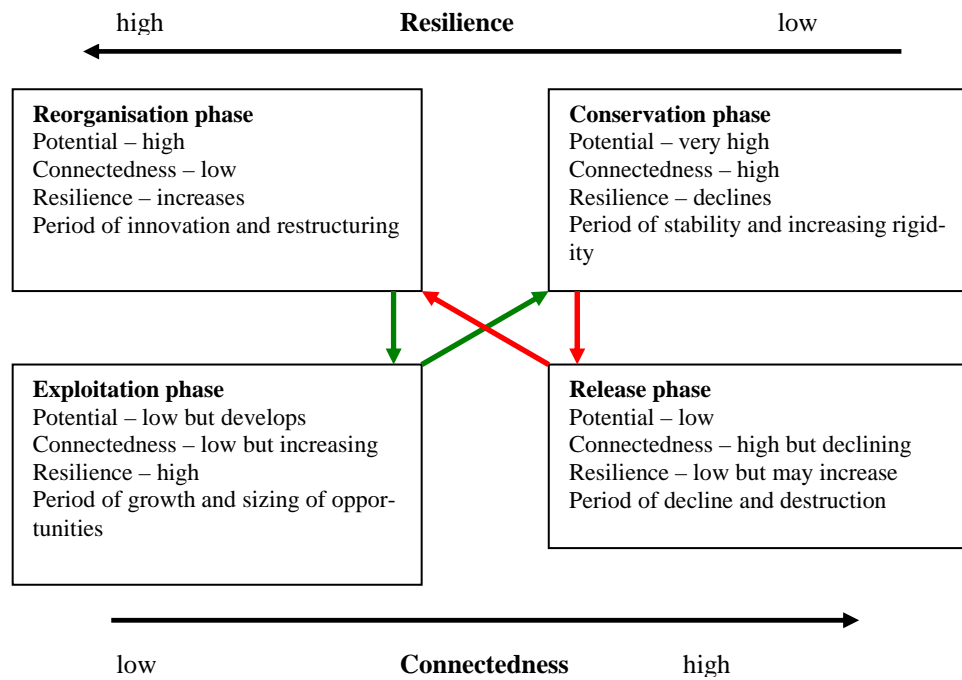 high Resilience low
Reorganisation phase
Potential – high
Connectedness – low
Resilience – increases
Period of innovation and restructuring
Conservation phase
Potential – very high
Connectedness – high
Resilience – declines
Period of stability and increasing rigid-
ity
Exploitation phase
Potential – low but develops
Connectedness – low but increasing
Resilience – high
Period of growth and sizing of oppor-
tunities
Release phase
Potential – low
Connectedness – high but declining
Resilience – low but may increase
Period of decline and destruction
low Connectedness high